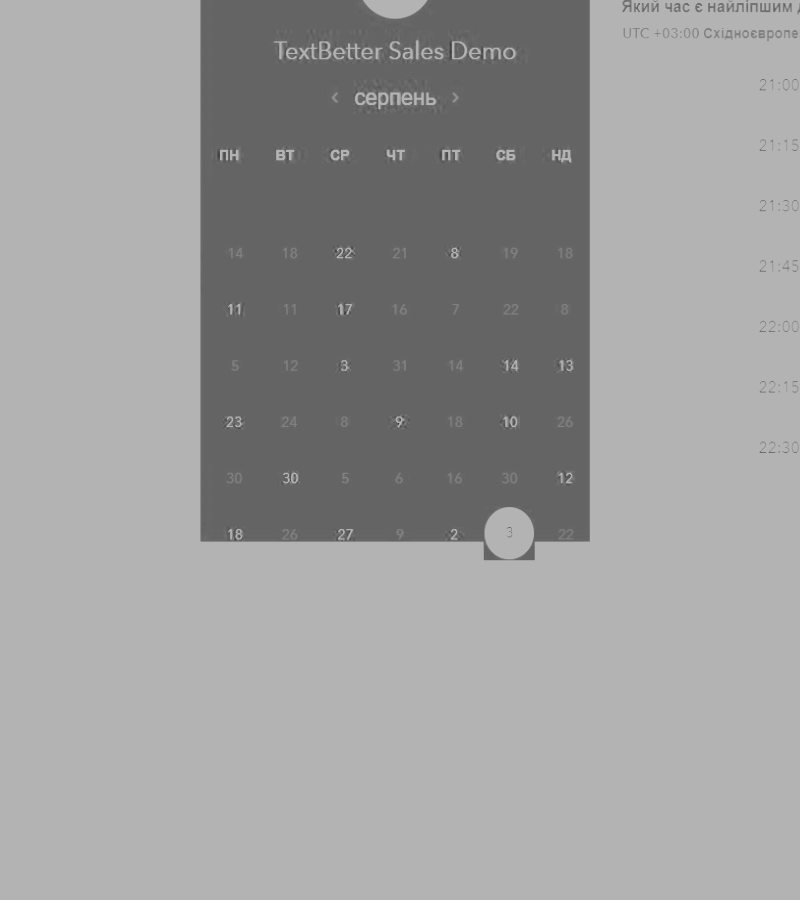 TextBetter Sales Demo
‹ серпень ›
ПН ВТ СР ЧТ ПТ СБ НД
14 18 22 21 8 19 18
11 11 17 16 7 22 8
5 12 3 31 14 14 13
23 24 8 9 18 10 26
30 30 5 6 16 30 12
18 26 27 9 2 3 22
Який час є найліпшим
UTC +03:00 Східноєвропе
21:00
21:15
21:30
21:45
22:00
22:15
22:30